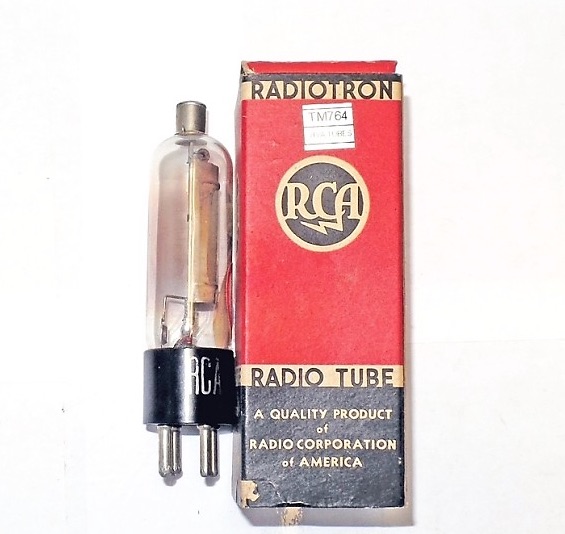 RADIOTRON
TM764
RCA
RADIO TUBE
A QUALITY PRODUCT
of
RADIO CORPORATION
of AMERICA
RCA